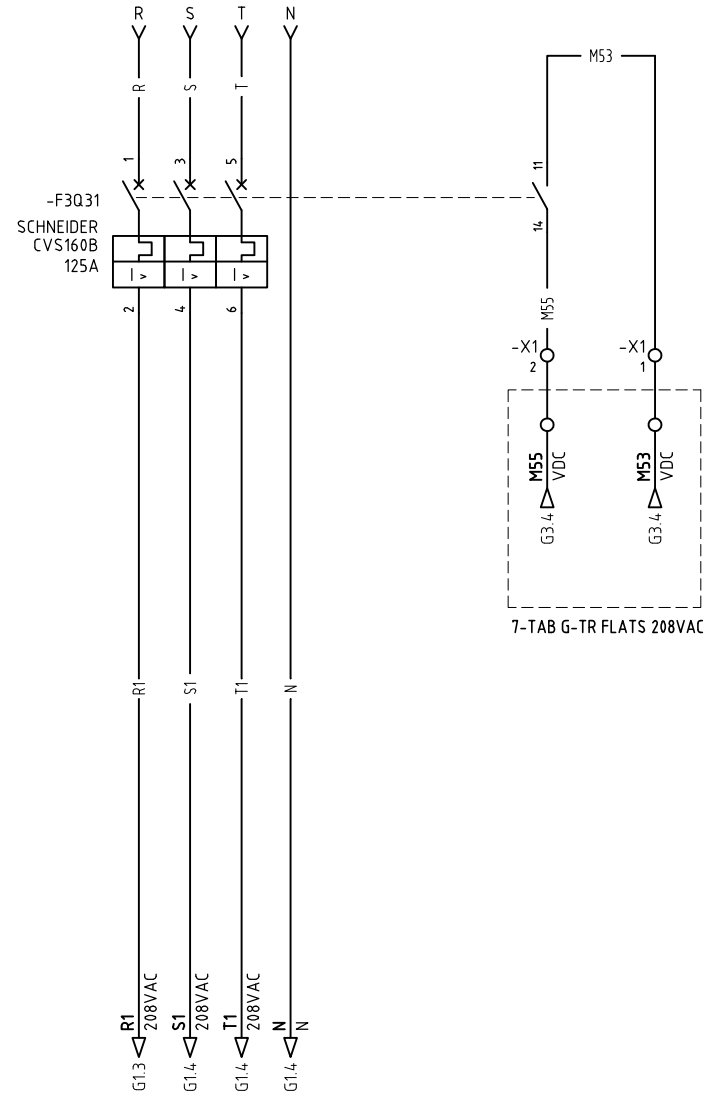 R S T N
M53
R S T
1 3 5 11
-F3Q31
SCHNEIDER
CVS160B
125A
14
I > I > I >
2 4 6
M55
-X1 -X1
2 1
M55 M53
VDC VDC
G3.4 G3.4
7-TAB G-TR FLATS 208VAC
R1 S1 T1 N
R1 S1 T1 N
208VAC 208VAC 208VAC N
G1.3 G1.4 G1.4 G1.4